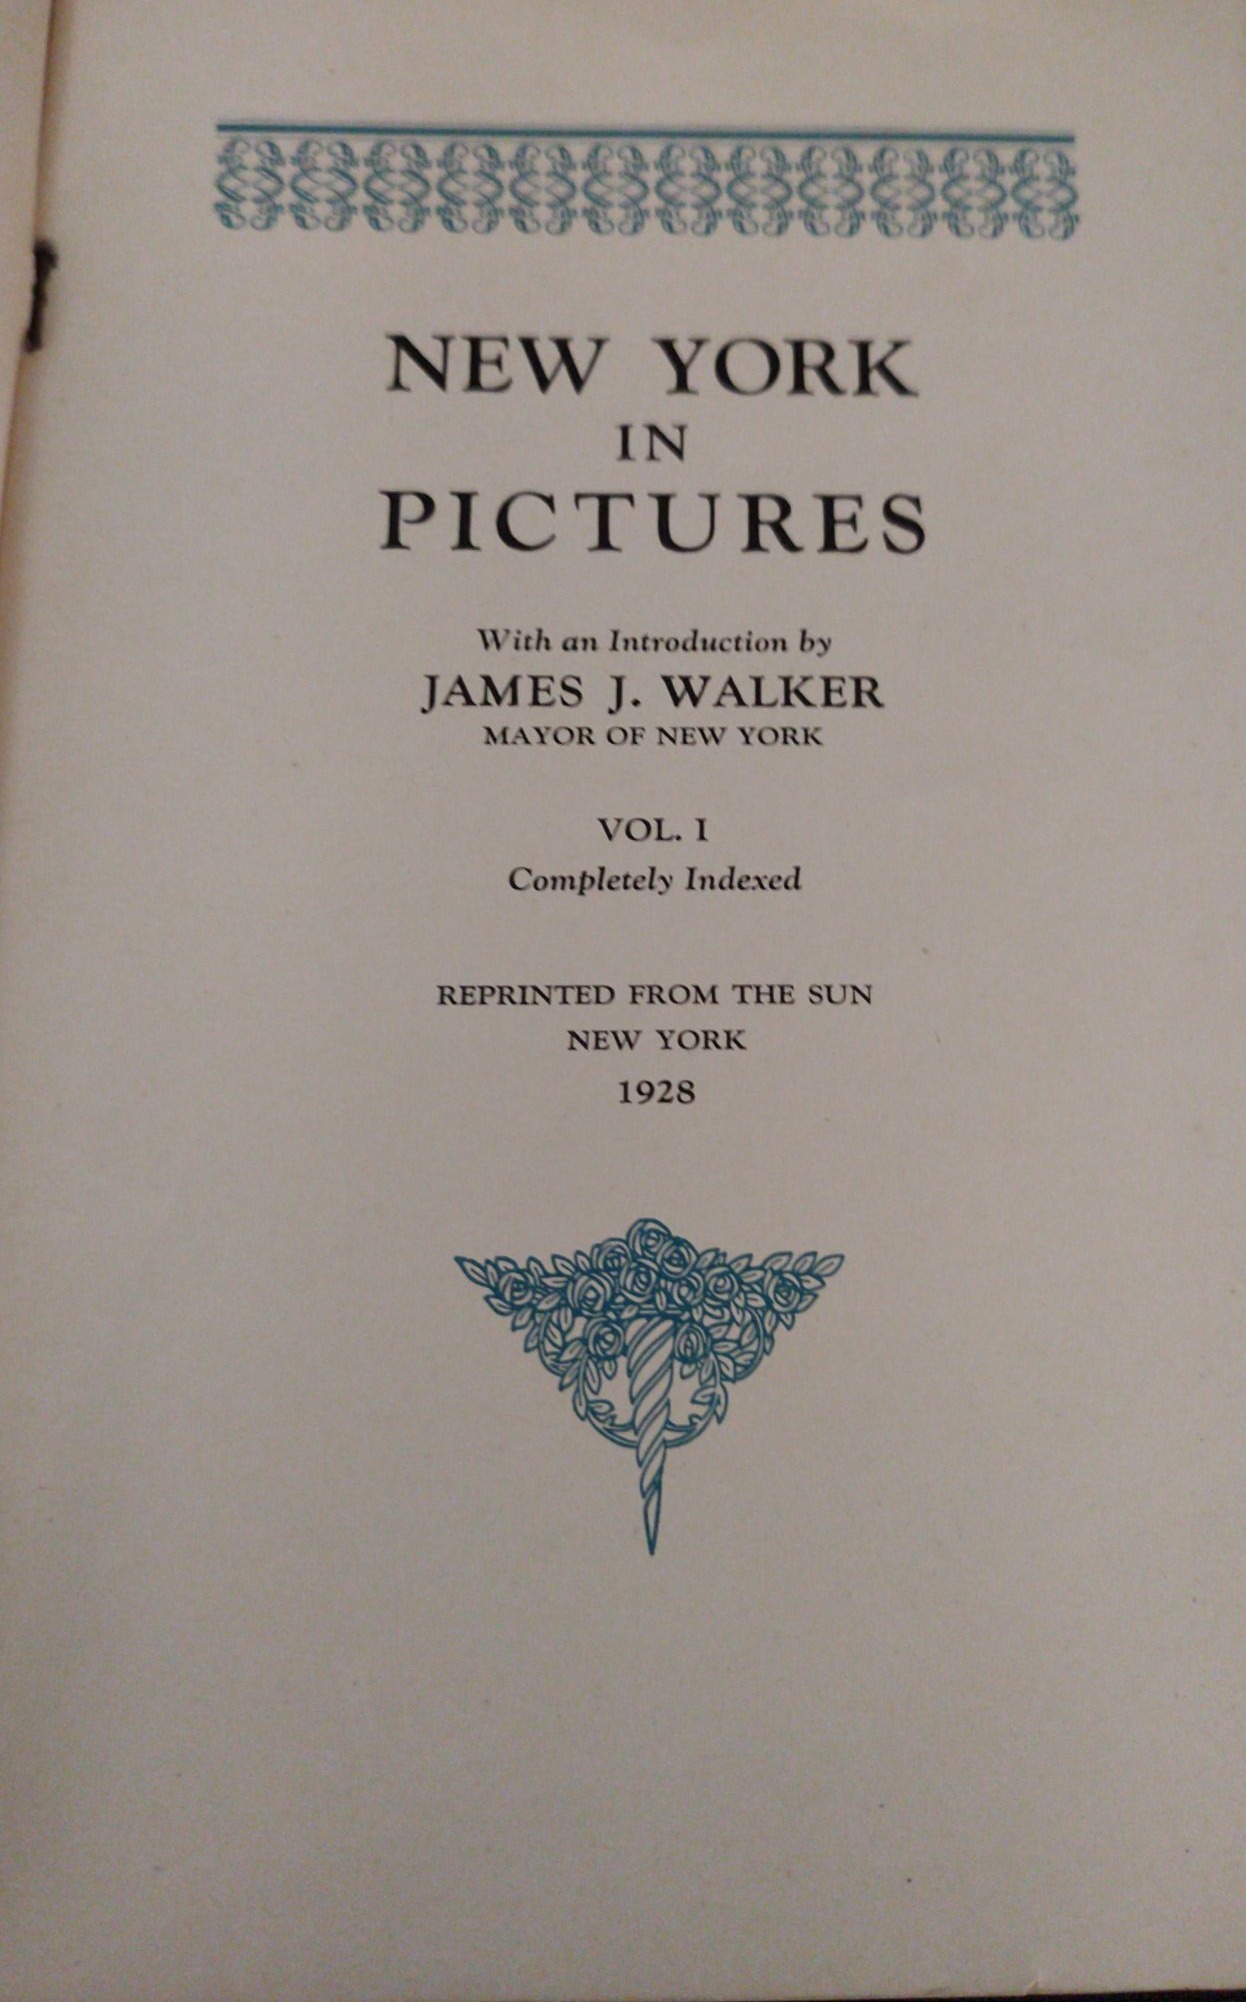 NEW YORK
IN
PICTURES
With an Introduction by
JAMES J. WALKER
MAYOR OF NEW YORK
VOL. I
Completely Indexed
REPRINTED FROM THE SUN
NEW YORK
1928